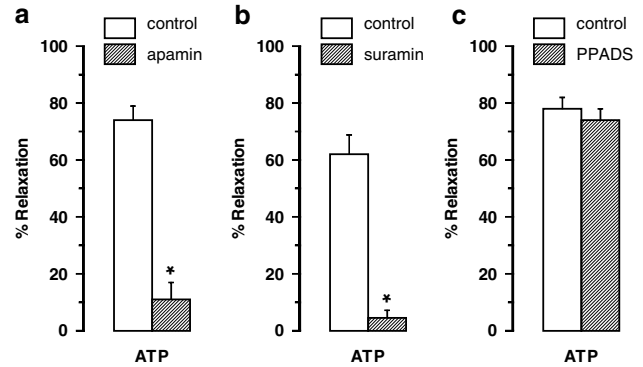 a
control
apamin
100
80
60
40
20
0
% Relaxation
*
ATP
b
control
suramin
100
80
60
40
20
0
% Relaxation
*
ATP
c
control
PPADS
100
80
60
40
20
0
% Relaxation
ATP